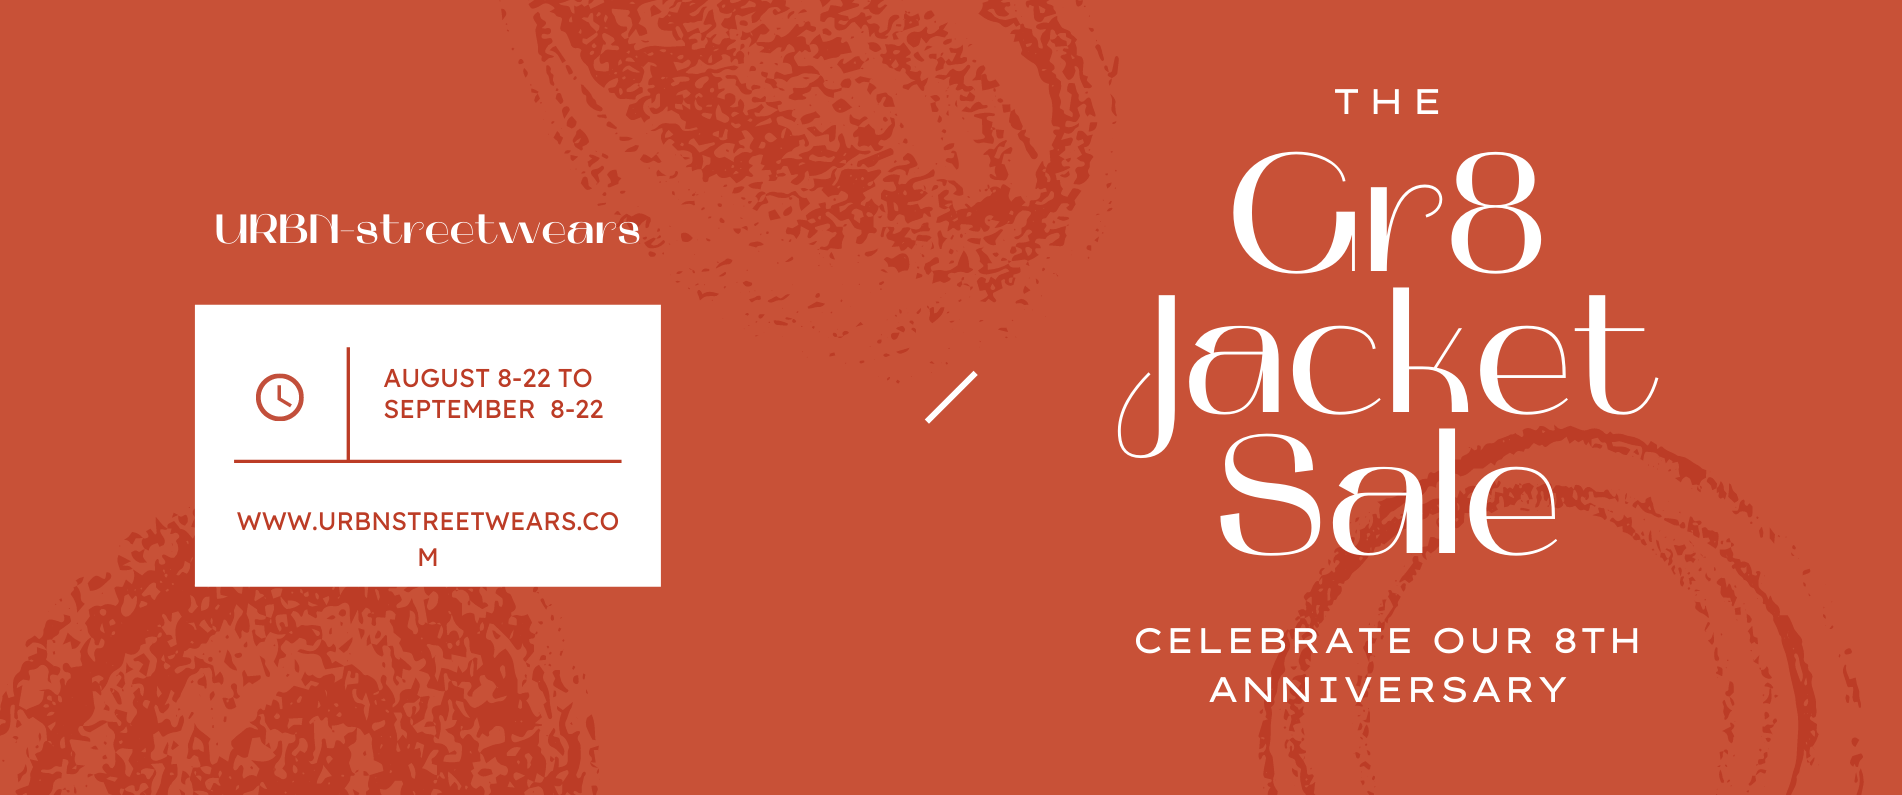 URBN-streetwears
AUGUST 8-22 TO
SEPTEMBER 8-22
WWW.URBNSTREETWEARS.CO
M
THE
Gr8
Jacket
Sale
CELEBRATE OUR 8TH
ANNIVERSARY